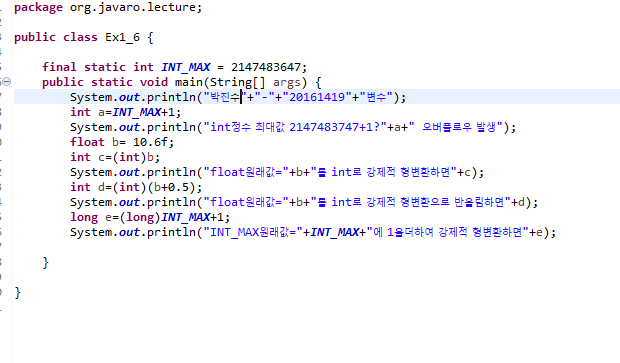 package org.javaro.lecture;
public class Ex1_6 {
final static int INT_MAX = 2147483647;
public static void main(String[] args) {
System.out.println("박진수"+"-"+"20161419"+"변수");
int a=INT_MAX+1;
System.out.println("int정수 최대값 2147483747+1?"+a+" 오버플로우 발생");
float b= 10.6f;
int c=(int)b;
System.out.println("float원래값="+b+"를 int로 강제적 형변환하면"+c);
int d=(int)(b+0.5);
System.out.println("float원래값="+b+"를 int로 강제적 형변환으로 반올림하면"+d);
long e=(long)INT_MAX+1;
System.out.println("INT_MAX원래값="+INT_MAX+"에 1을더하여 강제적 형변환하면"+e);
}
}